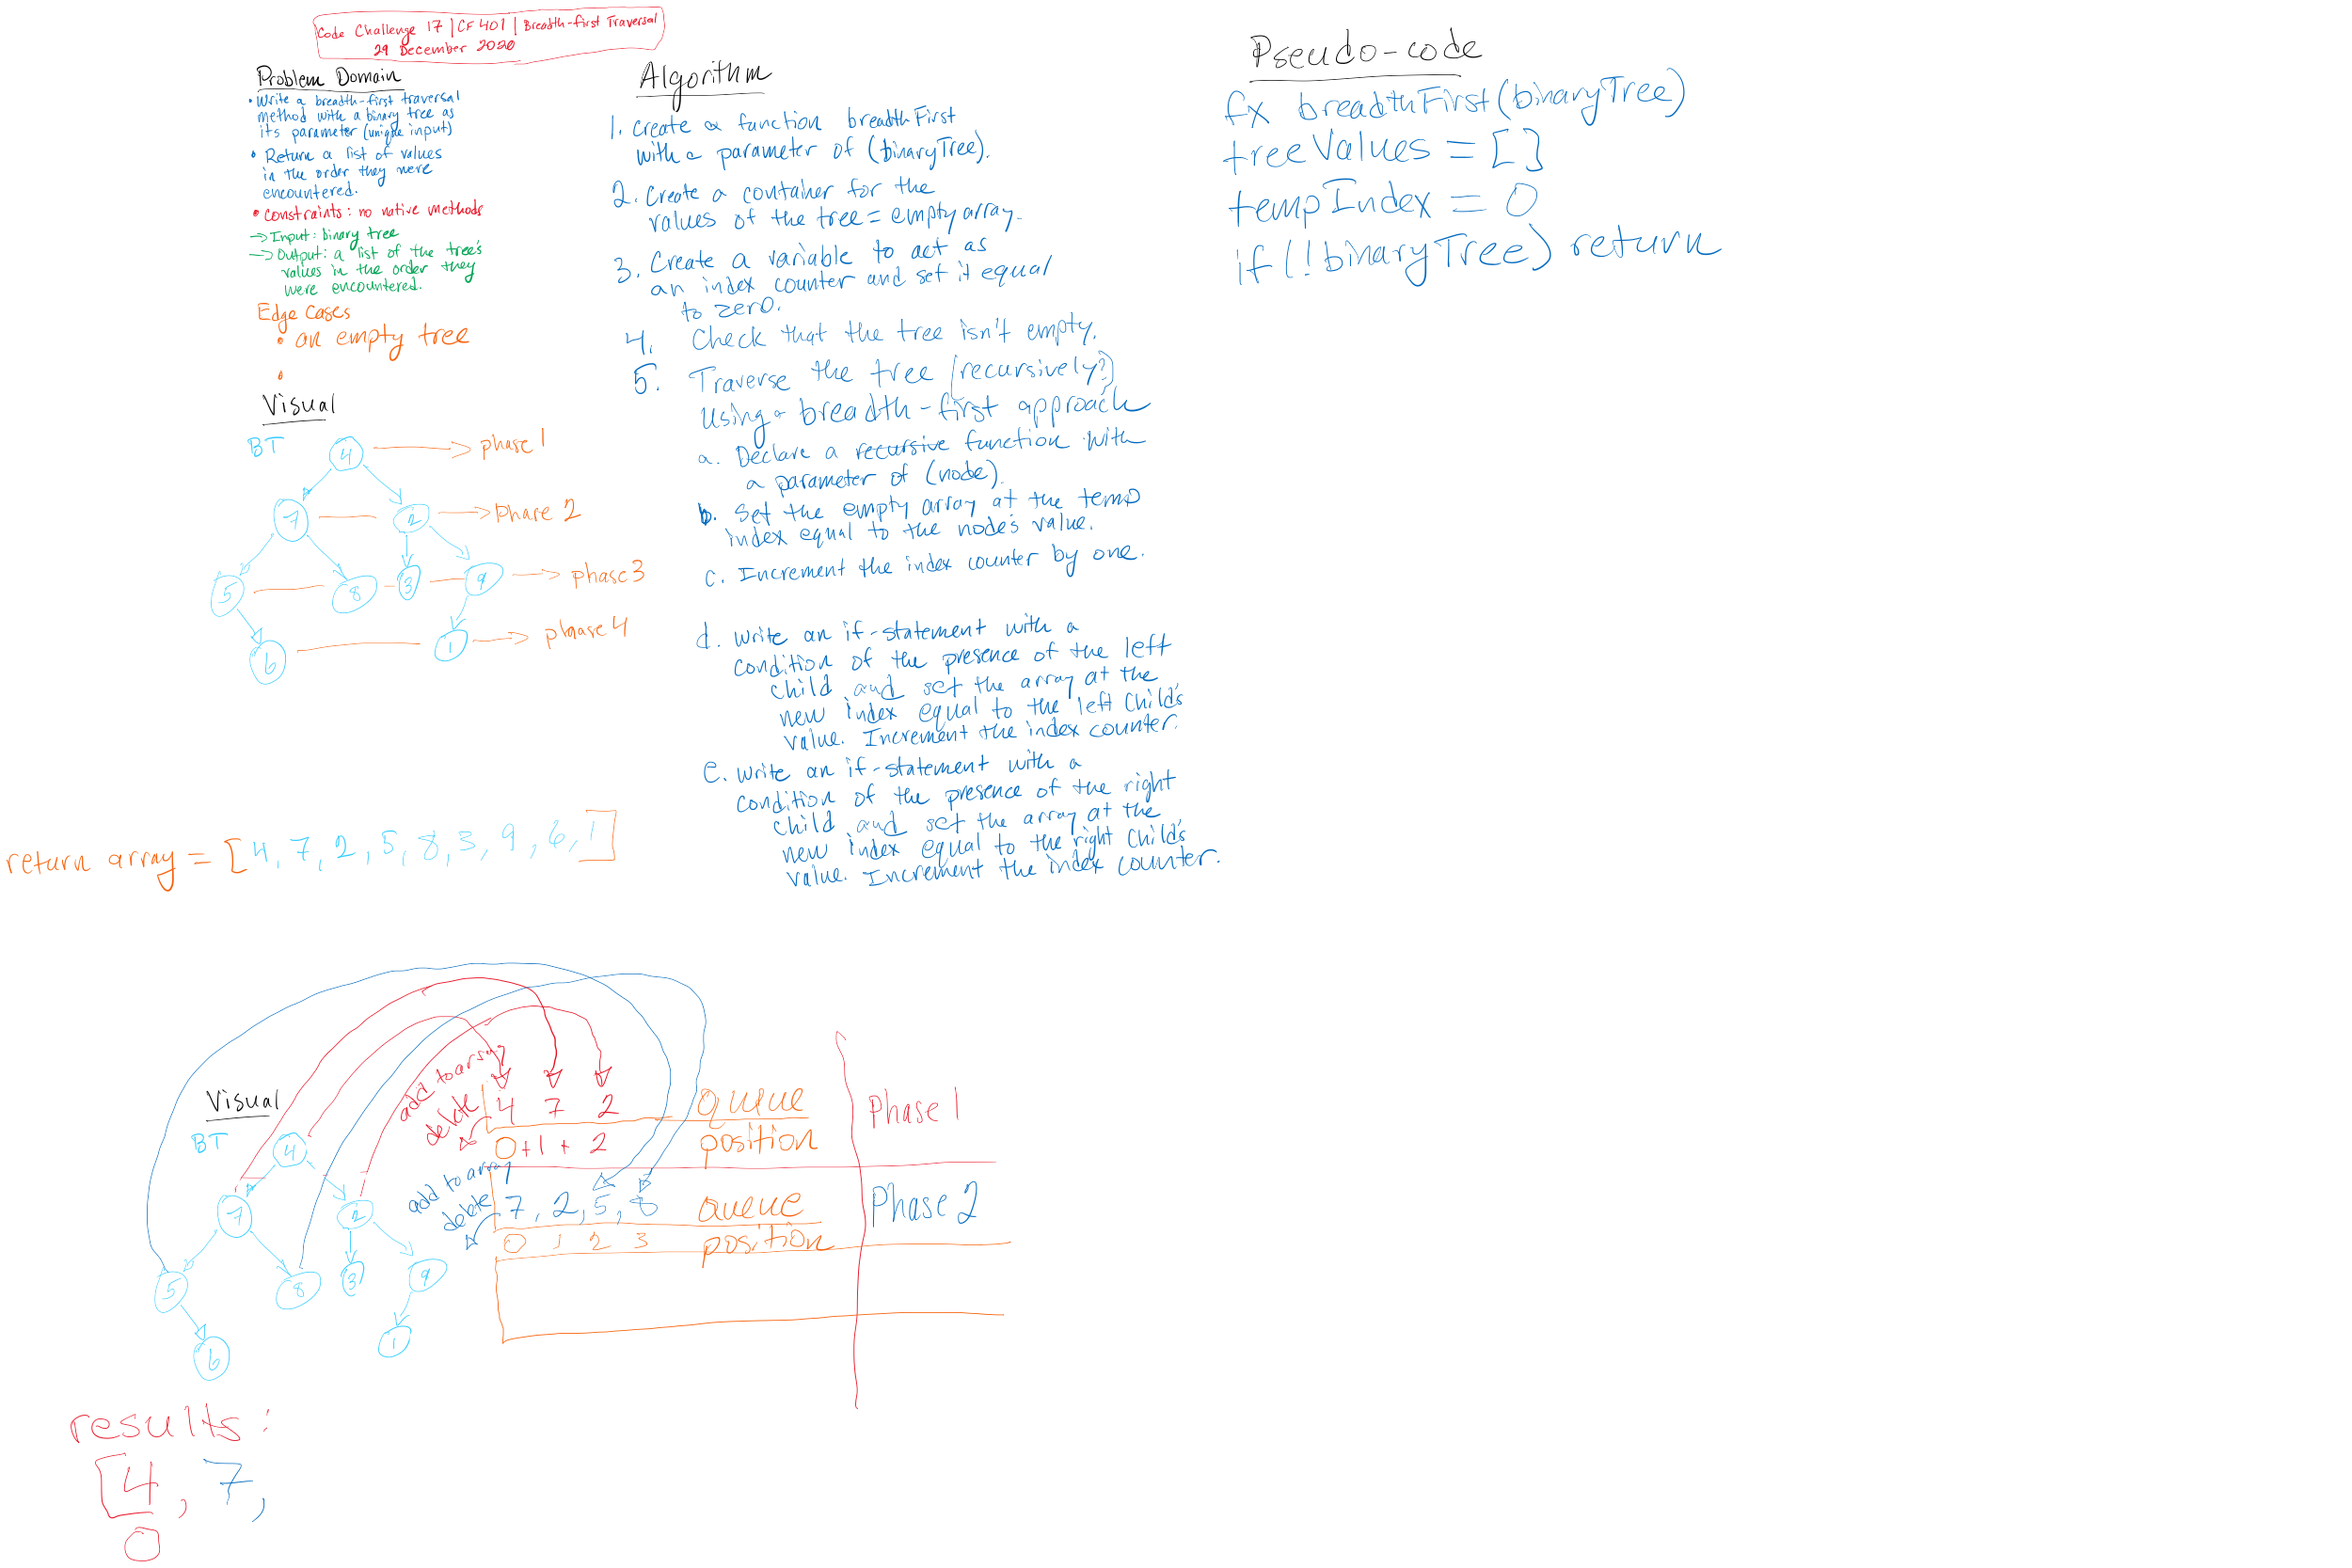 Code Challenge 17 | CF 401 | Breadth-first Traversal
29 December 2020
Problem Domain
• Write a breadth-first traversal
method with a binary tree as
its parameter (unique input)
• Return a list of values
in the order they were
encountered.
• Constraints: no native methods
→ Input: binary tree
→ Output: a list of the tree's
values in the order they
were encountered.
Edge Cases
• an empty tree
•
Visual
BT
4 → phase 1
7 2 → phase 2
5 8 3 9 → phase 3
6 1 → phase 4
return array = [4, 7, 2, 5, 8, 3, 9, 6, 1]
Algorithm
1. Create a function breadthFirst
with a parameter of (binaryTree).
2. Create a container for the
values of the tree = empty array.
3. Create a variable to act as
an index counter and set it equal
to zero.
4. Check that the tree isn't empty.
5. Traverse the tree (recursively?)
using a breadth-first approach
a. Declare a recursive function with
a parameter of (node).
b. Set the empty array at the temp
index equal to the node's value.
c. Increment the index counter by one.
d. Write an if-statement with a
condition of the presence of the left
child and set the array at the
new index equal to the left child's
value. Increment the index counter.
e. Write an if-statement with a
condition of the presence of the right
child and set the array at the
new index equal to the right child's
value. Increment the index counter.
Pseudo-code
fx breadthFirst(binaryTree)
treeValues = []
tempIndex = 0
if (!binaryTree) return
Visual
BT
4
7 2
5 8 3 9
6 1
add to array
delete
4 7 2 queue
0 + 1 + 2 position
Phase 1
add to array
delete
7, 2, 5, 8 queue
0 1 2 3 position
Phase 2
results:
[4, 7,
0